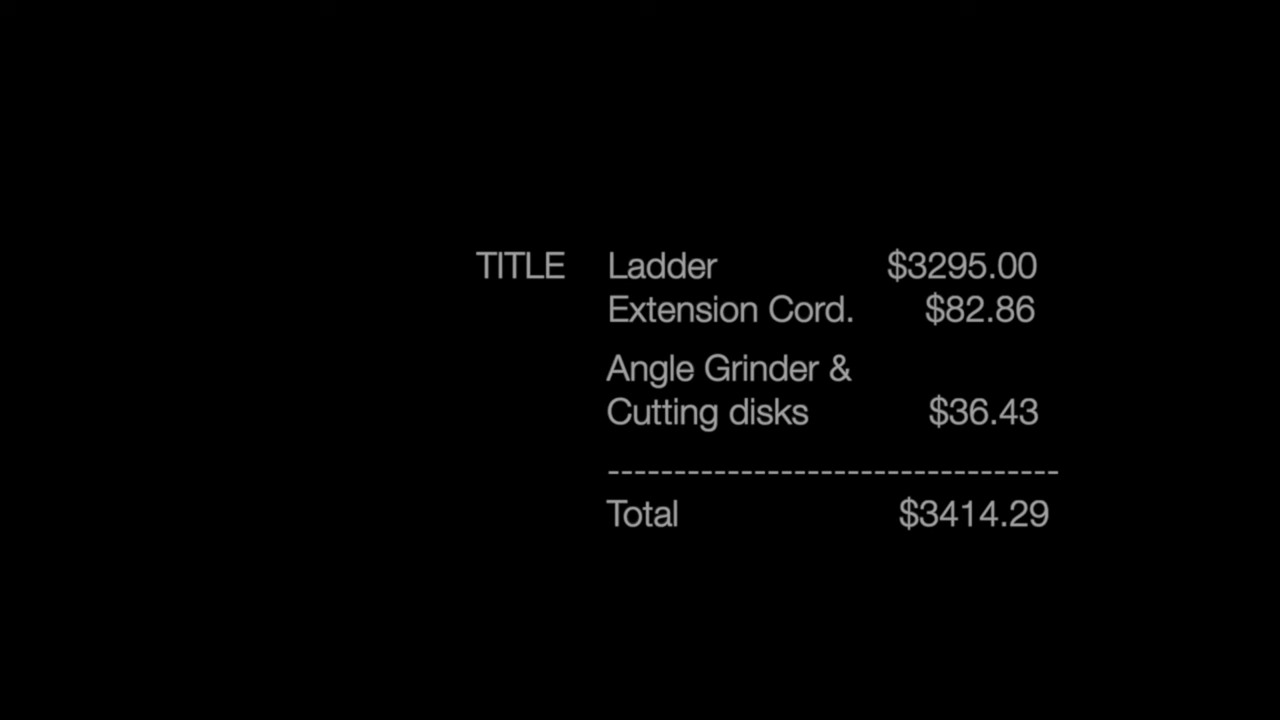 TITLE Ladder $3295.00
Extension Cord. $82.86
Angle Grinder &
Cutting disks $36.43
----------------------------------
Total $3414.29